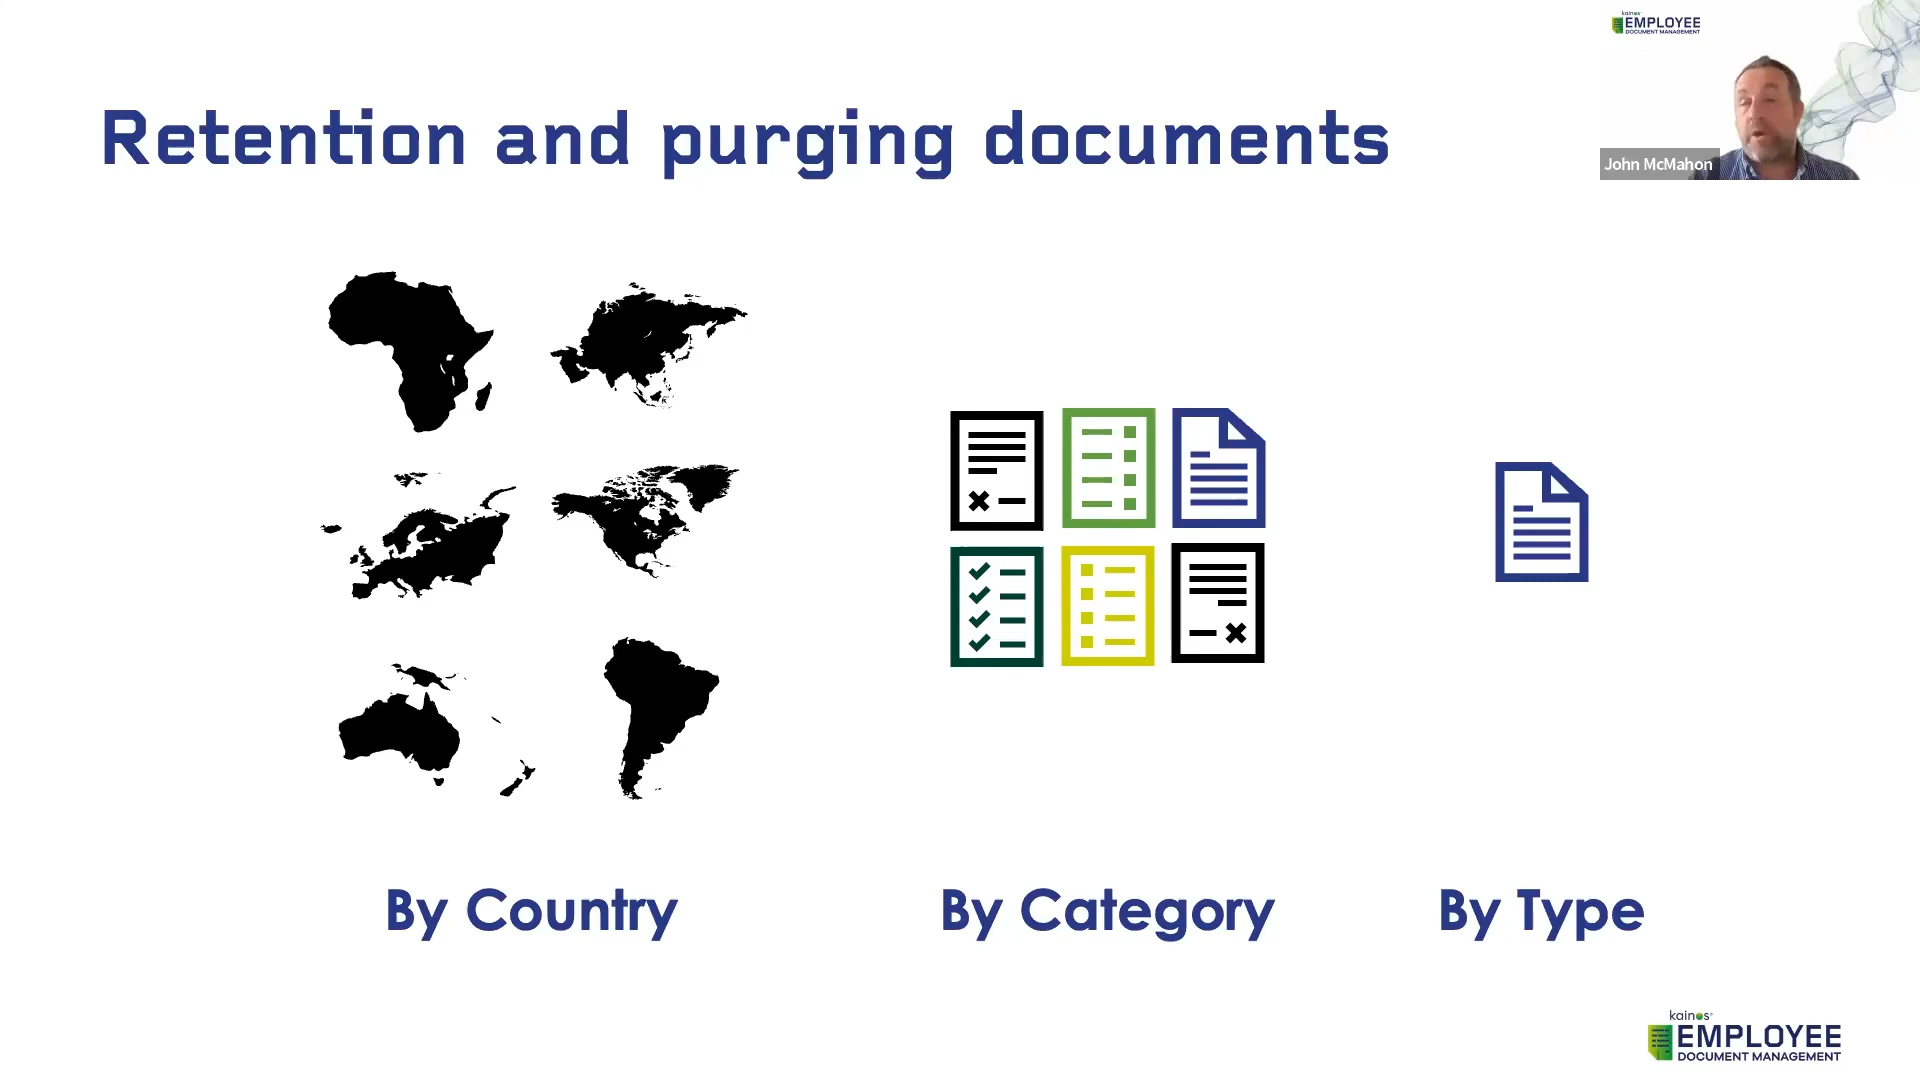 kainos
EMPLOYEE
DOCUMENT MANAGEMENT
Retention and purging documents
John McMahon
By Country
By Category
By Type
kainos
EMPLOYEE
DOCUMENT MANAGEMENT